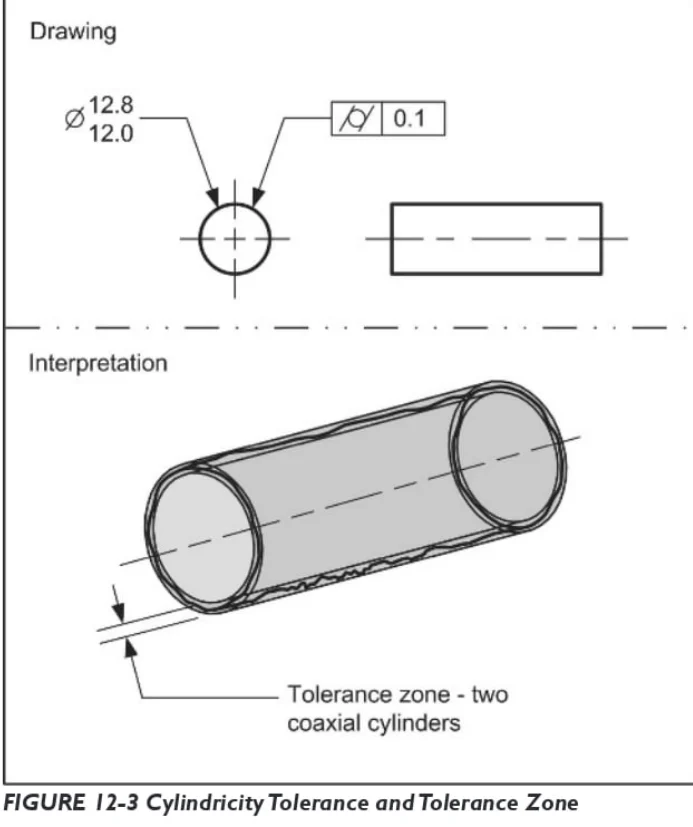 Drawing
⌀ 12.8
12.0
⌭ 0.1
Interpretation
Tolerance zone - two
coaxial cylinders
FIGURE 12-3 Cylindricity Tolerance and Tolerance Zone